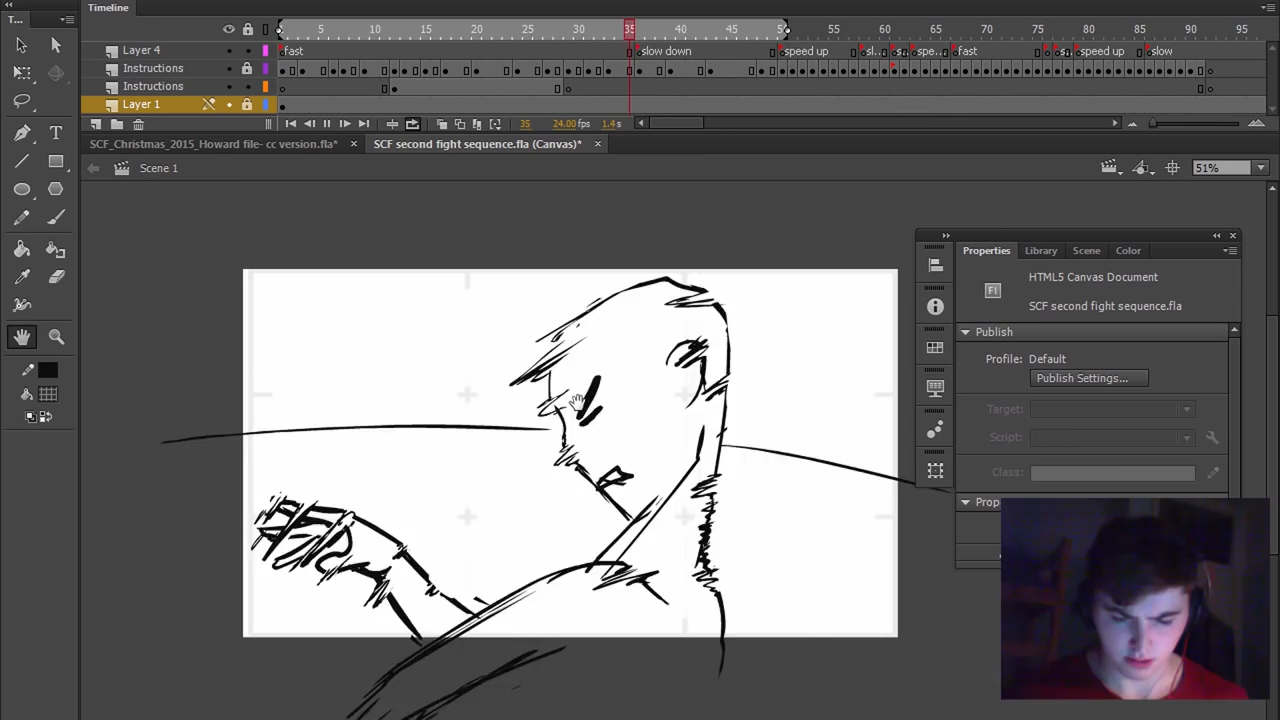 Timeline
T...
5 10 15 20 25 30 35 40 45 50 55 60 65 70 75 80 85 90 95
Layer 4 fast slow down speed up sl... s... spe... fast s... speed up slow
Instructions
Instructions
Layer 1
35 24.00 fps 1.4 s
SCF_Christmas_2015_Howard file- cc version.fla* × SCF second fight sequence.fla (Canvas)* ×
Scene 1 51%
Properties Library Scene Color
HTML5 Canvas Document
Fl SCF second fight sequence.fla
Publish
Profile: Default
Publish Settings...
Target:
Script:
Class:
Prop